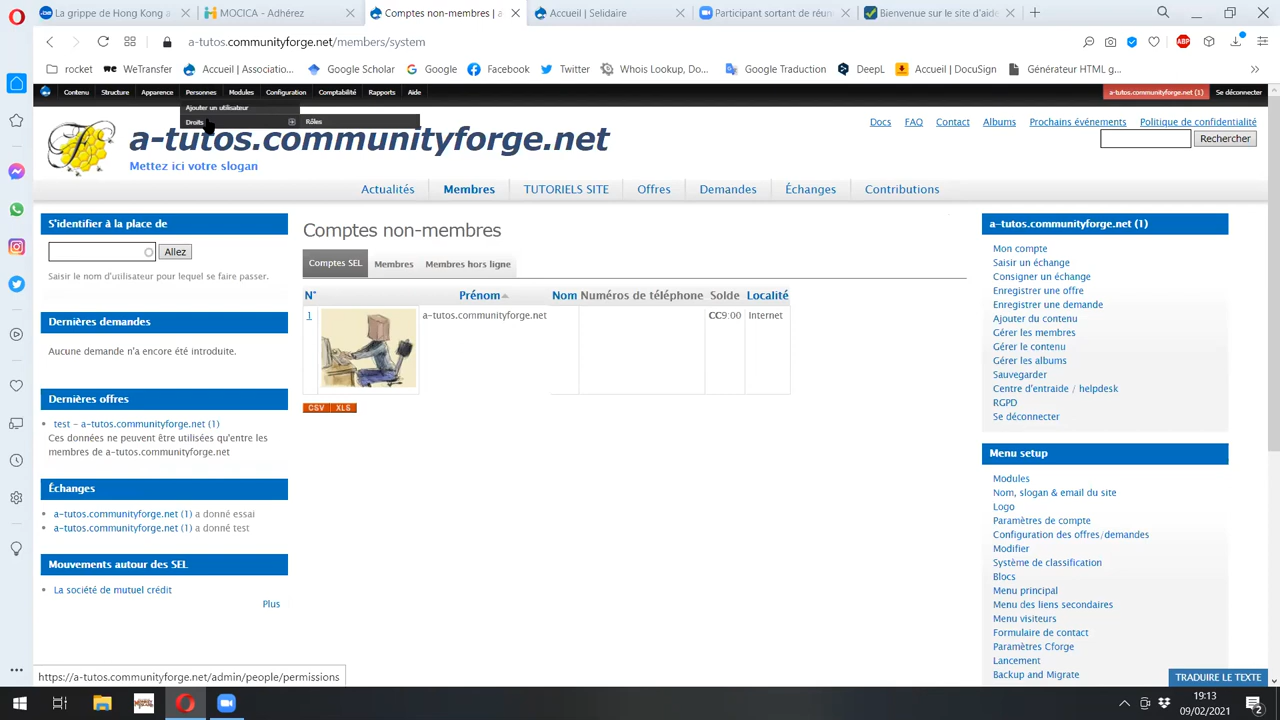 La grippe de Hong Kong a
MOCICA - Adhérez
Comptes non-membres | a
Accueil | Selidaire
Participant sortant de réun
Bienvenue sur le site d'aide
a-tutos.communityforge.net/members/system
rocket
WeTransfer
Accueil | Associatio...
Google Scholar
Google
Facebook
Twitter
Whois Lookup, Do...
Google Traduction
DeepL
Accueil | DocuSign
Générateur HTML g...
Contenu
Structure
Apparence
Personnes
Modules
Configuration
Comptabilité
Rapports
Aide
a-tutos.communityforge.net (1)
Se déconnecter
Ajouter un utilisateur
Droits
Rôles
a-tutos.communityforge.net
Mettez ici votre slogan
Docs
FAQ
Contact
Albums
Prochains événements
Politique de confidentialité
Rechercher
Actualités
Membres
TUTORIELS SITE
Offres
Demandes
Échanges
Contributions
S'identifier à la place de
Allez
Saisir le nom d'utilisateur pour lequel se faire passer.
Dernières demandes
Aucune demande n'a encore été introduite.
Dernières offres
test - a-tutos.communityforge.net (1)
Ces données ne peuvent être utilisées qu'entre les
membres de a-tutos.communityforge.net
Échanges
a-tutos.communityforge.net (1) a donné essai
a-tutos.communityforge.net (1) a donné test
Mouvements autour des SEL
La société de mutuel crédit
Plus
Comptes non-membres
Comptes SEL
Membres
Membres hors ligne
N°
Prénom
Nom
Numéros de téléphone
Solde
Localité
1
a-tutos.communityforge.net
CC9:00
Internet
CSV
XLS
a-tutos.communityforge.net (1)
Mon compte
Saisir un échange
Consigner un échange
Enregistrer une offre
Enregistrer une demande
Ajouter du contenu
Gérer les membres
Gérer le contenu
Gérer les albums
Sauvegarder
Centre d'entraide / helpdesk
RGPD
Se déconnecter
Menu setup
Modules
Nom, slogan & email du site
Logo
Paramètres de compte
Configuration des offres/demandes
Modifier
Système de classification
Blocs
Menu principal
Menu des liens secondaires
Menu visiteurs
Formulaire de contact
Paramètres Cforge
Lancement
Backup and Migrate
https://a-tutos.communityforge.net/admin/people/permissions
TRADUIRE LE TEXTE
19:13
09/02/2021
2